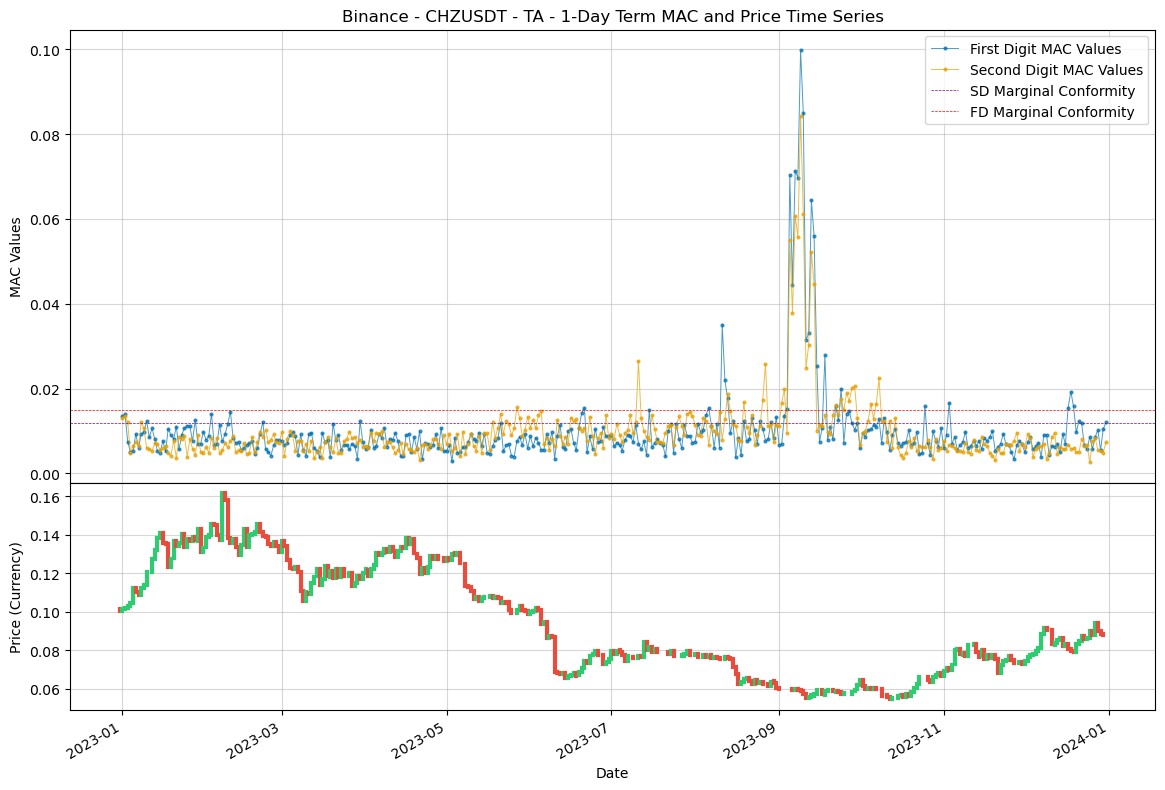 Binance - CHZUSDT - TA - 1-Day Term MAC and Price Time Series
First Digit MAC Values
Second Digit MAC Values
SD Marginal Conformity
FD Marginal Conformity
MAC Values
0.10
0.08
0.06
0.04
0.02
0.00
Price (Currency)
0.16
0.14
0.12
0.10
0.08
0.06
2023-01
2023-03
2023-05
2023-07
2023-09
2023-11
2024-01
Date